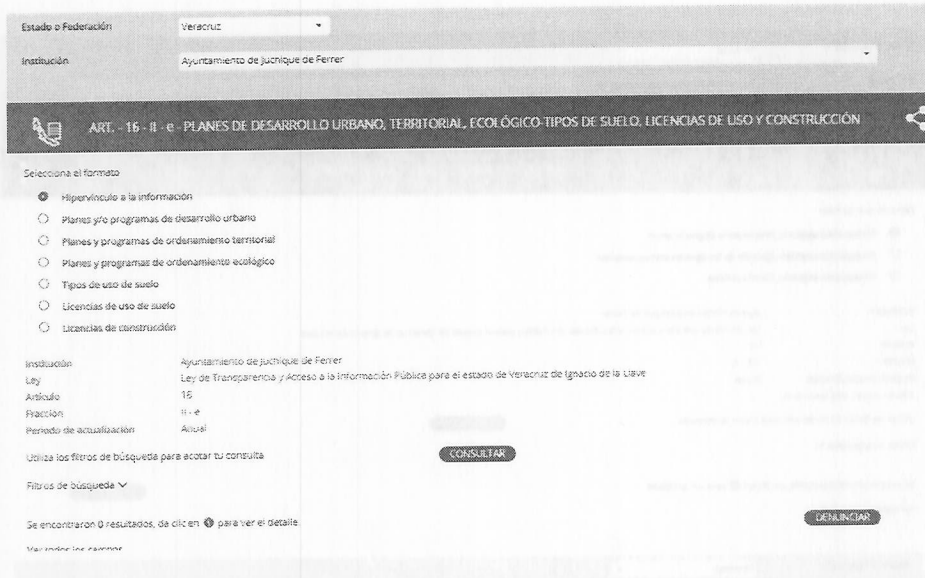 Estado o Federación
Veracruz
Institución
Ayuntamiento de Juchique de Ferrer
ART. - 16 - II - e - PLANES DE DESARROLLO URBANO, TERRITORIAL, ECOLÓGICO-TIPOS DE SUELO, LICENCIAS DE USO Y CONSTRUCCIÓN
Selecciona el formato
Hipervínculo a la información
Planes y/o programas de desarrollo urbano
Planes y programas de ordenamiento territorial
Planes y programas de ordenamiento ecológico
Tipos de uso de suelo
Licencias de uso de suelo
Licencias de construcción
Institución Ayuntamiento de Juchique de Ferrer
Ley Ley de Transparencia y Acceso a la Información Pública para el estado de Veracruz de Ignacio de la Llave
Artículo 16
Fracción II - e
Periodo de actualización Anual
Utiliza los filtros de búsqueda para acotar tu consulta
CONSULTAR
Filtros de búsqueda
Se encontraron 0 resultados, da clic en para ver el detalle.
DENUNCIAR
Ver todos los campos